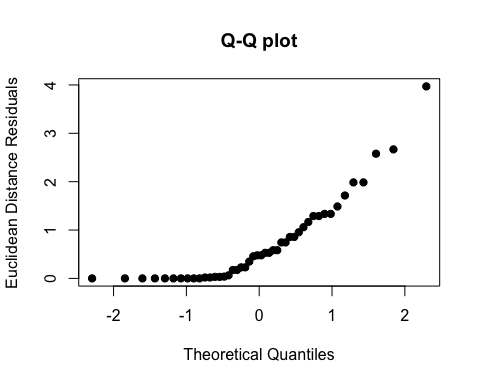 Q-Q plot
Euclidean Distance Residuals
4
3
2
1
0
-2 -1 0 1 2
Theoretical Quantiles